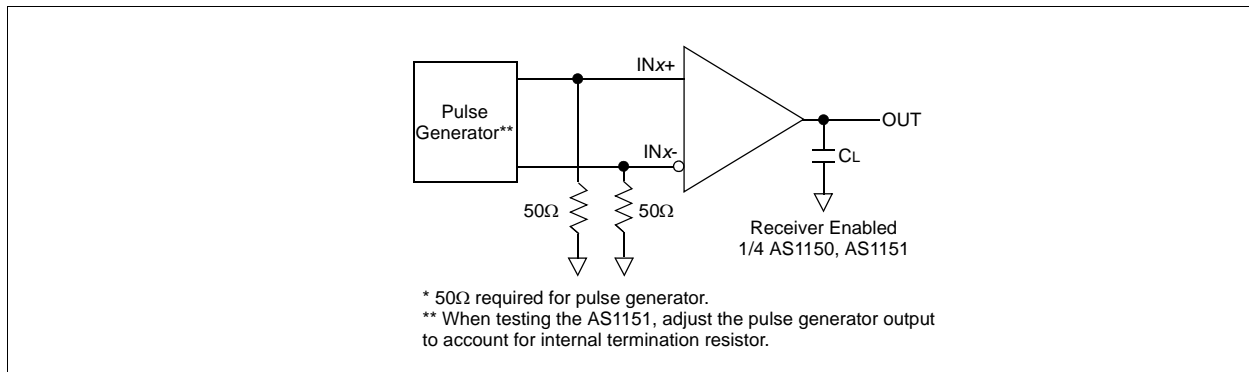 INx+
Pulse
Generator**
INx-
OUT
CL
50Ω
50Ω
Receiver Enabled
1/4 AS1150, AS1151
* 50Ω required for pulse generator.
** When testing the AS1151, adjust the pulse generator output
to account for internal termination resistor.